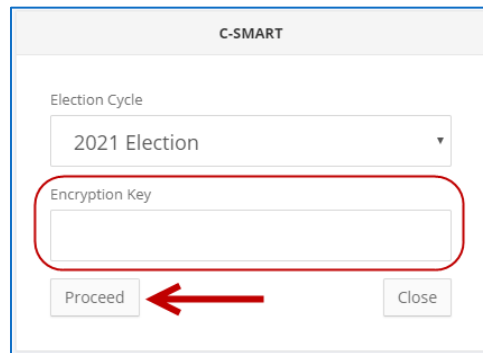 C-SMART
Election Cycle
2021 Election
Encryption Key
Proceed
Close